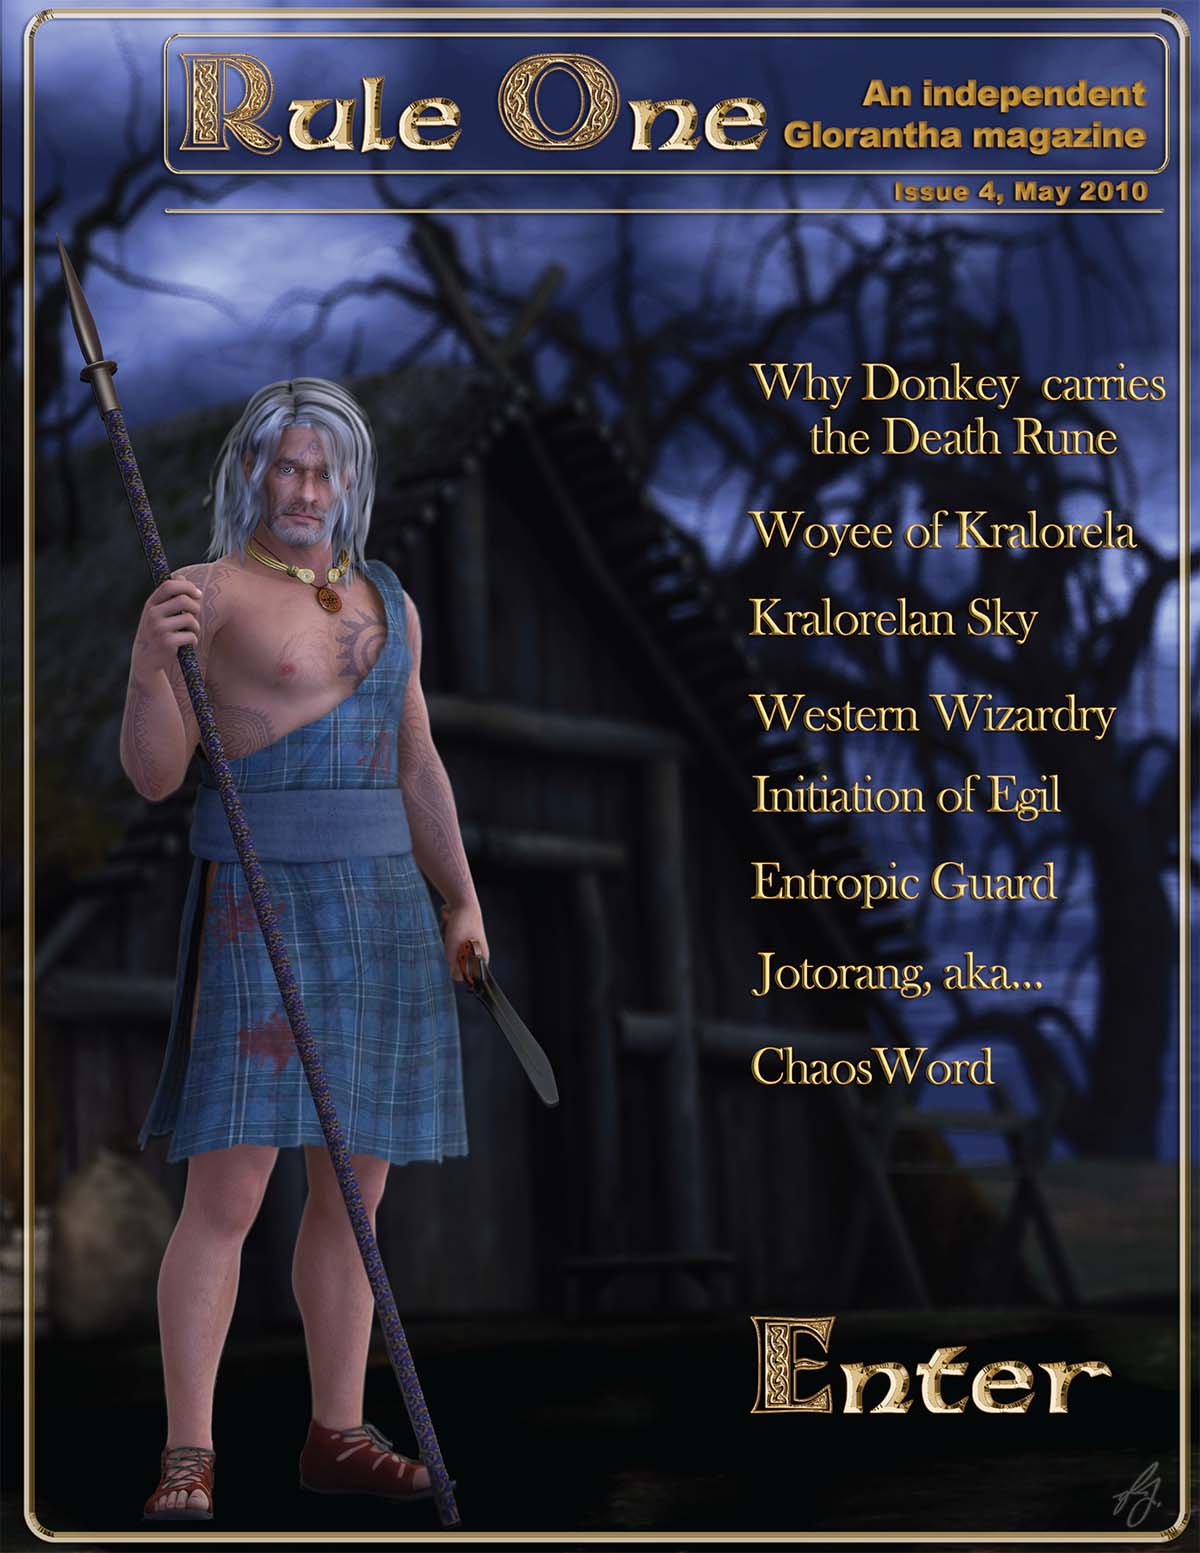 Rule One
An independent
Glorantha magazine
Issue 4, May 2010
Why Donkey carries
the Death Rune
Woyee of Kralorela
Kralorelan Sky
Western Wizardry
Initiation of Egil
Entropic Guard
Jotorang, aka...
ChaosWord
Enter